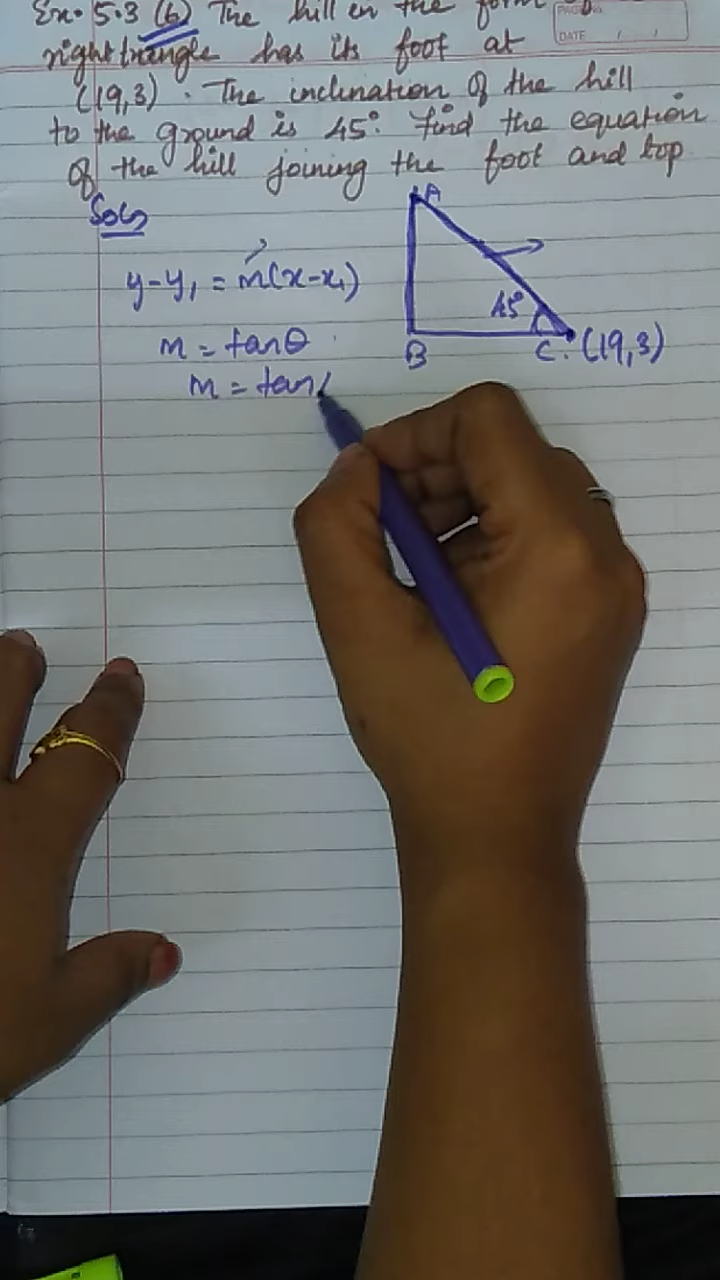 Ex. 5.3 (6) The hill in the form
right triangle has its foot at
(19,3). The inclination of the hill
to the ground is 45°. Find the equation
of the hill joining the foot and top
Soln
A
y-y₁ = m(x-x₁)
45°
m = tanθ
B
C. (19,3)
m = tan
DATE